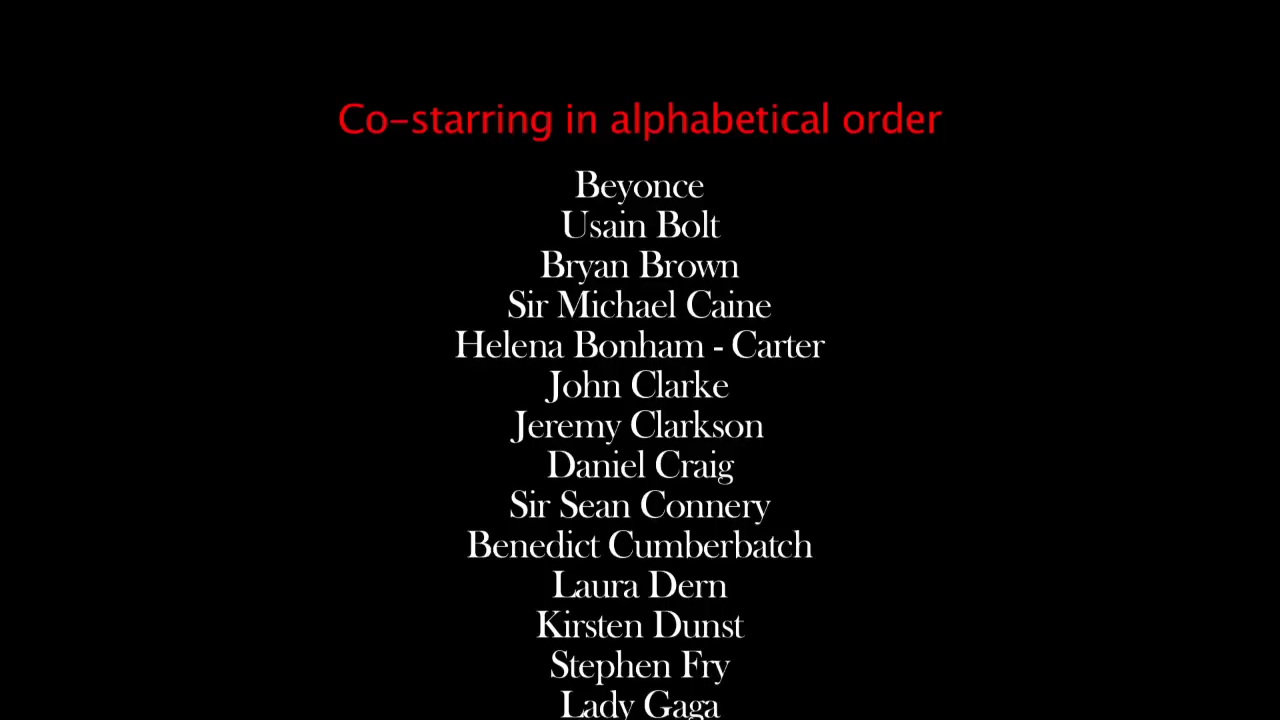 Co-starring in alphabetical order
Beyonce
Usain Bolt
Bryan Brown
Sir Michael Caine
Helena Bonham - Carter
John Clarke
Jeremy Clarkson
Daniel Craig
Sir Sean Connery
Benedict Cumberbatch
Laura Dern
Kirsten Dunst
Stephen Fry
Lady Gaga